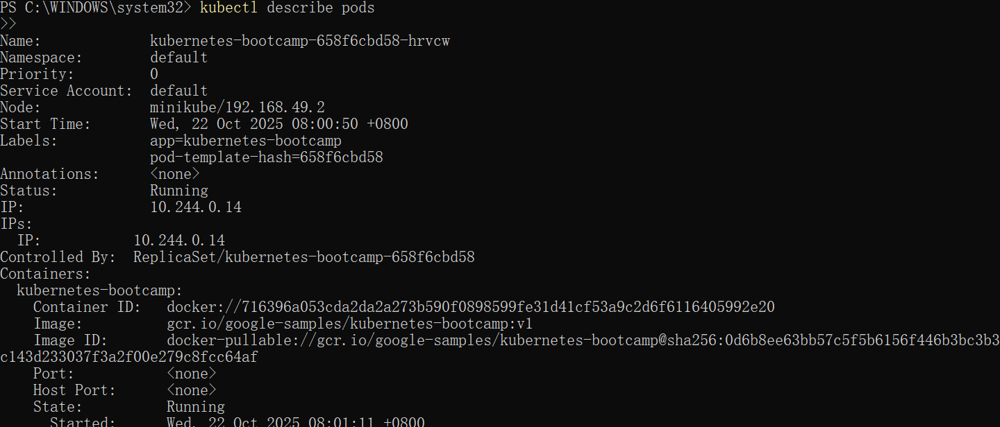 PS C:\WINDOWS\system32> kubectl describe pods
>>
Name:             kubernetes-bootcamp-658f6cbd58-hrvcw
Namespace:        default
Priority:         0
Service Account:  default
Node:             minikube/192.168.49.2
Start Time:       Wed, 22 Oct 2025 08:00:50 +0800
Labels:           app=kubernetes-bootcamp
                  pod-template-hash=658f6cbd58
Annotations:      <none>
Status:           Running
IP:               10.244.0.14
IPs:
  IP:           10.244.0.14
Controlled By:  ReplicaSet/kubernetes-bootcamp-658f6cbd58
Containers:
  kubernetes-bootcamp:
    Container ID:   docker://716396a053cda2da2a273b590f0898599fe31d41cf53a9c2d6f6116405992e20
    Image:          gcr.io/google-samples/kubernetes-bootcamp:v1
    Image ID:       docker-pullable://gcr.io/google-samples/kubernetes-bootcamp@sha256:0d6b8ee63bb57c5f5b6156f446b3bc3b3
c143d233037f3a2f00e279c8fcc64af
    Port:           <none>
    Host Port:      <none>
    State:          Running
      Started:      Wed, 22 Oct 2025 08:01:11 +0800